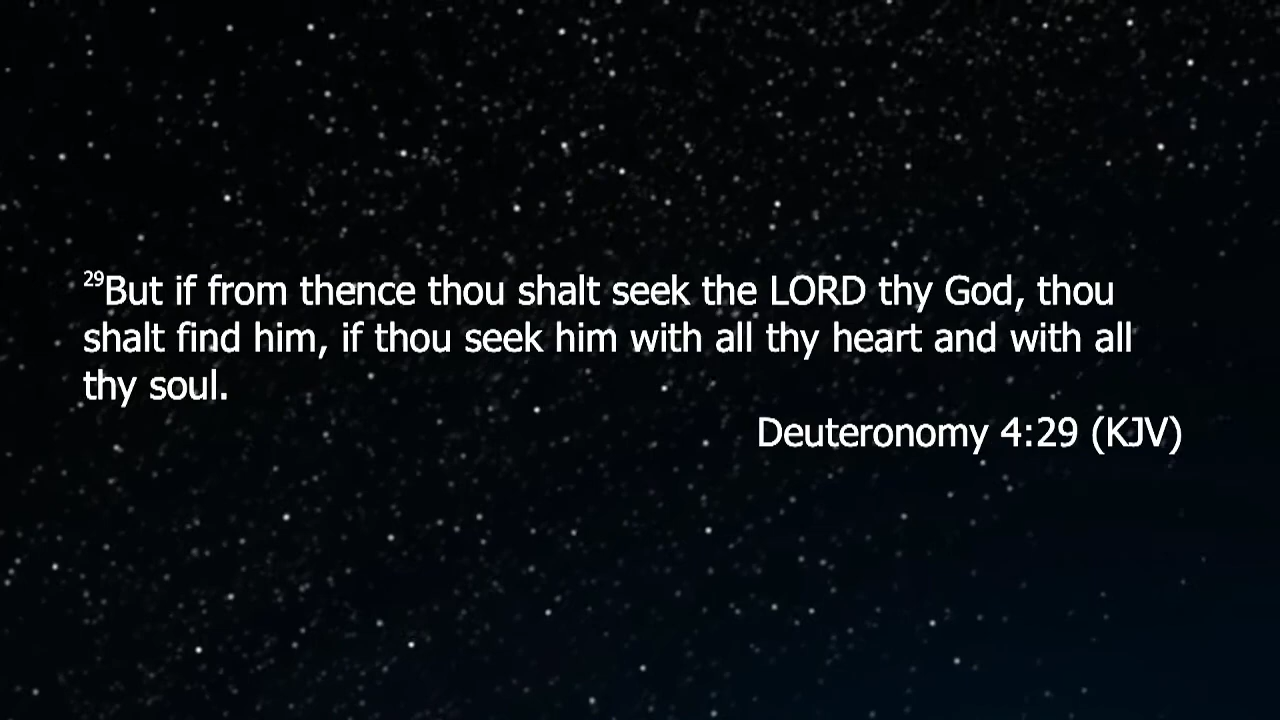 29But if from thence thou shalt seek the LORD thy God, thou
shalt find him, if thou seek him with all thy heart and with all
thy soul.
Deuteronomy 4:29 (KJV)